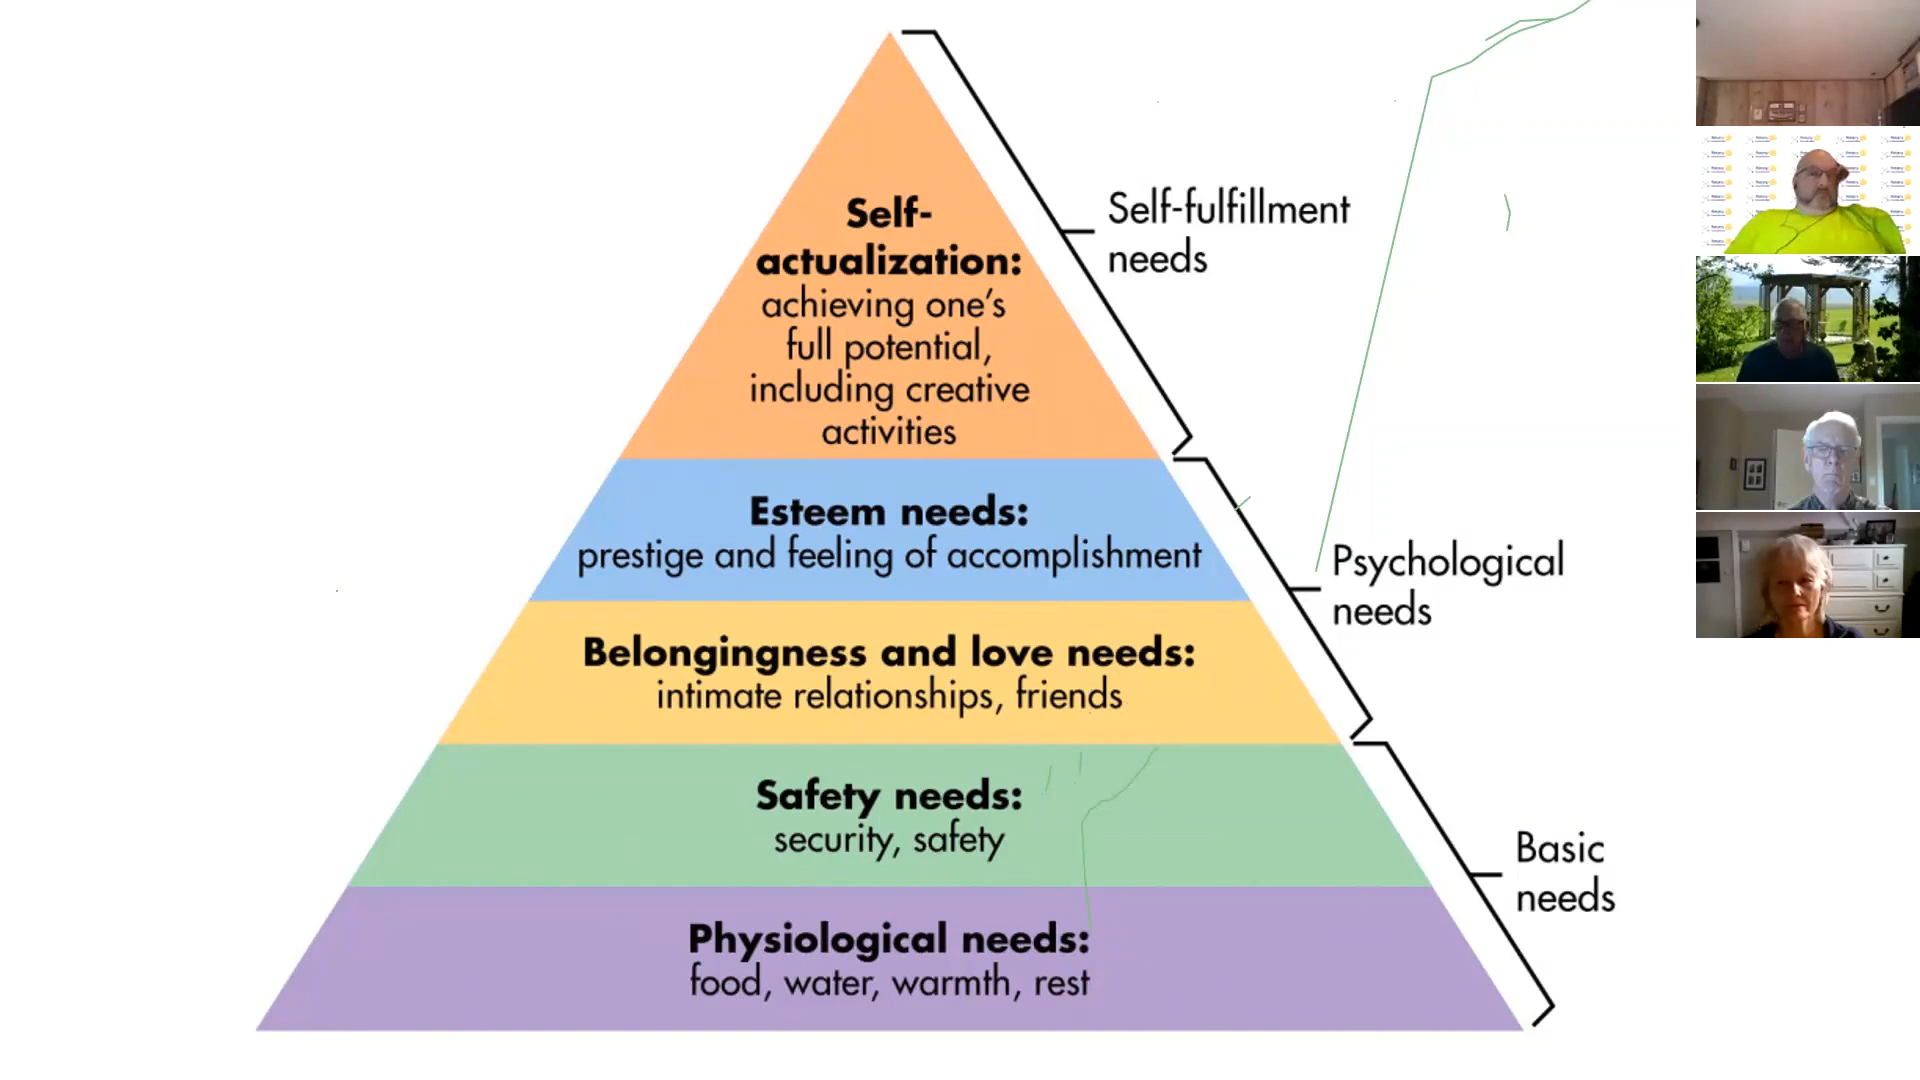 Self-
actualization:
achieving one's
full potential,
including creative
activities
Self-fulfillment
needs
Esteem needs:
prestige and feeling of accomplishment
Psychological
needs
Belongingness and love needs:
intimate relationships, friends
Safety needs:
security, safety
Basic
needs
Physiological needs:
food, water, warmth, rest